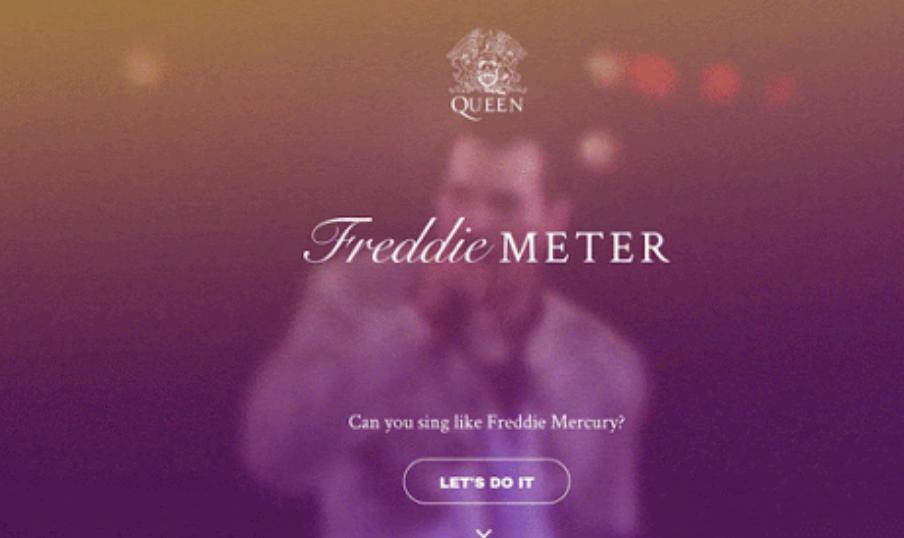 QUEEN
Freddie METER
Can you sing like Freddie Mercury?
LET'S DO IT